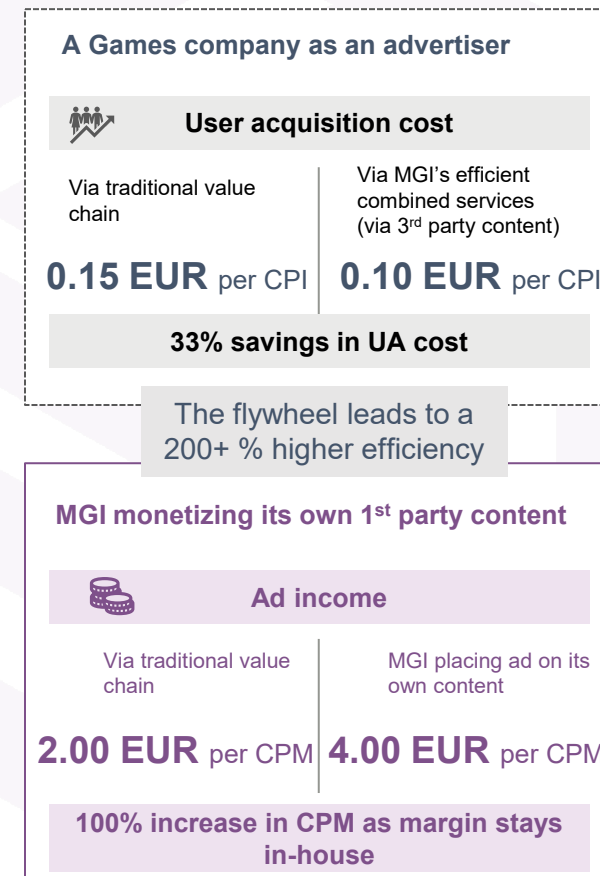 A Games company as an advertiser
User acquisition cost
Via traditional value
chain
0.15 EUR per CPI
Via MGI's efficient
combined services
(via 3rd party content)
0.10 EUR per CPI
33% savings in UA cost
The flywheel leads to a
200+ % higher efficiency
MGI monetizing its own 1st party content
Ad income
Via traditional value
chain
2.00 EUR per CPM
MGI placing ad on its
own content
4.00 EUR per CPM
100% increase in CPM as margin stays
in-house